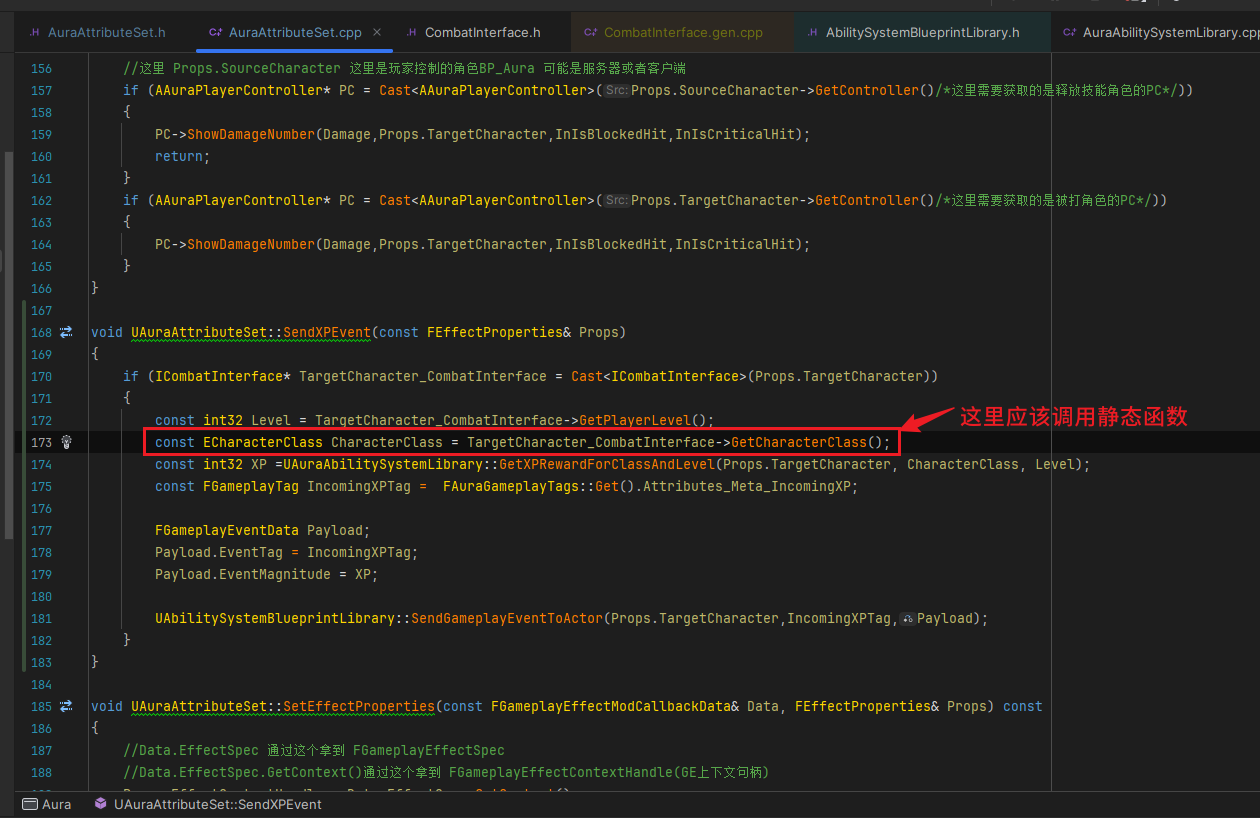 AuraAttributeSet.h AuraAttributeSet.cpp CombatInterface.h CombatInterface.gen.cpp AbilitySystemBlueprintLibrary.h AuraAbilitySystemLibrary.cpp
156 //这里 Props.SourceCharacter 这里是玩家控制的角色BP_Aura 可能是服务器或者客户端
157 if (AAuraPlayerController* PC = Cast<AAuraPlayerController>(Src:Props.SourceCharacter->GetController()/*这里需要获取的是释放技能角色的PC*/))
158 {
159 PC->ShowDamageNumber(Damage,Props.TargetCharacter,InIsBlockedHit,InIsCriticalHit);
160 return;
161 }
162 if (AAuraPlayerController* PC = Cast<AAuraPlayerController>(Src:Props.TargetCharacter->GetController()/*这里需要获取的是被打角色的PC*/))
163 {
164 PC->ShowDamageNumber(Damage,Props.TargetCharacter,InIsBlockedHit,InIsCriticalHit);
165 }
166 }
167
168 void UAuraAttributeSet::SendXPEvent(const FEffectProperties& Props)
169 {
170 if (ICombatInterface* TargetCharacter_CombatInterface = Cast<ICombatInterface>(Props.TargetCharacter))
171 {
172 const int32 Level = TargetCharacter_CombatInterface->GetPlayerLevel();
这里应该调用静态函数
173 const ECharacterClass CharacterClass = TargetCharacter_CombatInterface->GetCharacterClass();
174 const int32 XP =UAuraAbilitySystemLibrary::GetXPRewardForClassAndLevel(Props.TargetCharacter, CharacterClass, Level);
175 const FGameplayTag IncomingXPTag = FAuraGameplayTags::Get().Attributes_Meta_IncomingXP;
176
177 FGameplayEventData Payload;
178 Payload.EventTag = IncomingXPTag;
179 Payload.EventMagnitude = XP;
180
181 UAbilitySystemBlueprintLibrary::SendGameplayEventToActor(Props.TargetCharacter,IncomingXPTag,Payload);
182 }
183 }
184
185 void UAuraAttributeSet::SetEffectProperties(const FGameplayEffectModCallbackData& Data, FEffectProperties& Props) const
186 {
187 //Data.EffectSpec 通过这个拿到 FGameplayEffectSpec
188 //Data.EffectSpec.GetContext()通过这个拿到 FGameplayEffectContextHandle(GE上下文句柄)
Aura UAuraAttributeSet::SendXPEvent